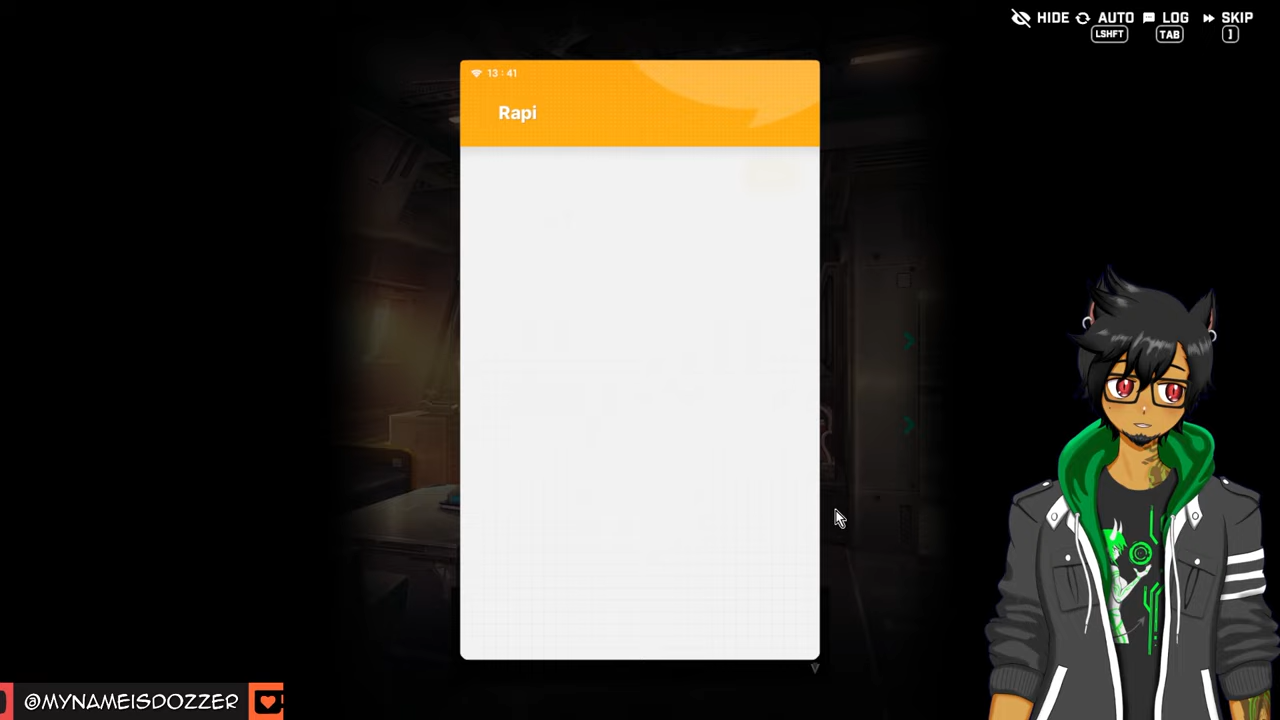 HIDE AUTO LOG SKIP
LSHFT TAB ]
13 : 41
Rapi
@MYNAMEISDOZZER